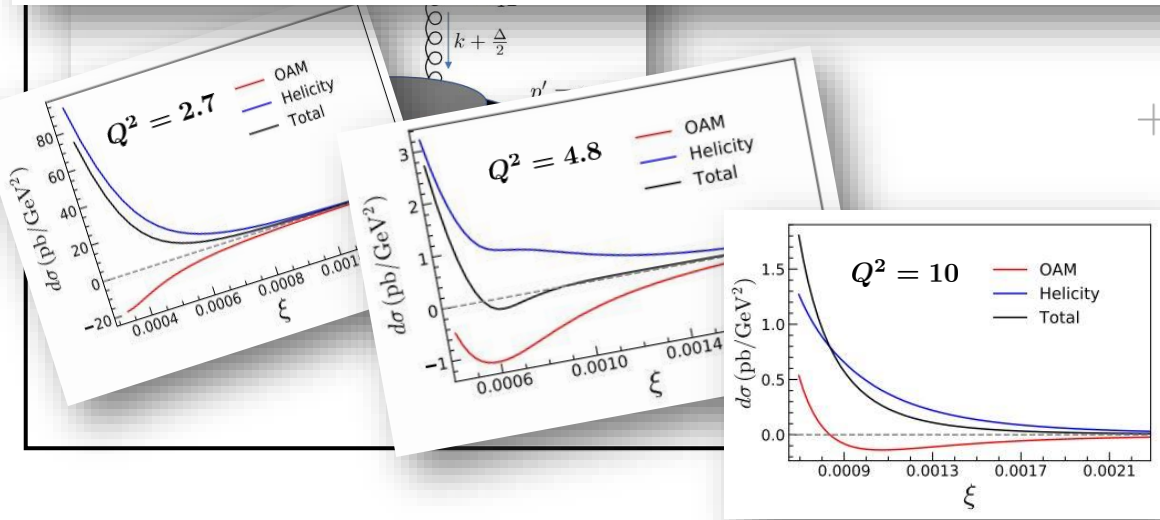 k + Δ/2
p′ =
Q² = 2.7
OAM
Helicity
Total
dσ (pb/GeV²)
80
60
40
20
0
−20
0.0004
0.0006
0.0008
0.001
ξ
Q² = 4.8
OAM
Helicity
Total
dσ (pb/GeV²)
3
2
1
0
−1
0.0006
0.0010
0.0014
ξ
Q² = 10
OAM
Helicity
Total
dσ (pb/GeV²)
1.5
1.0
0.5
0.0
0.0009
0.0013
0.0017
0.0021
ξ